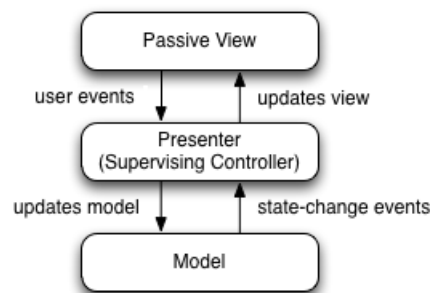 Passive View
user events
updates view
Presenter
(Supervising Controller)
updates model
state-change events
Model